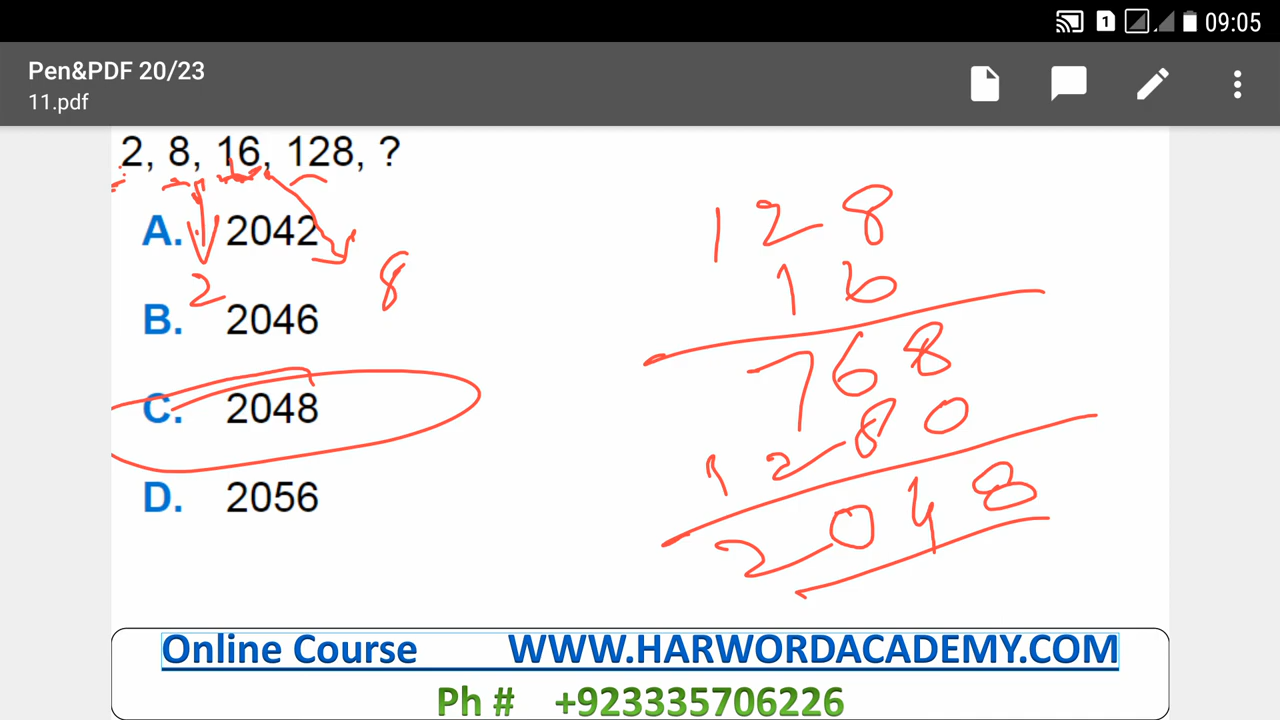 1 09:05
Pen&PDF 20/23
11.pdf
2, 8, 16, 128, ?
A. 2042
2
8
B. 2046
C. 2048
D. 2056
128
16
768
1280
2048
Online Course WWW.HARWORDACADEMY.COM
Ph # +923335706226